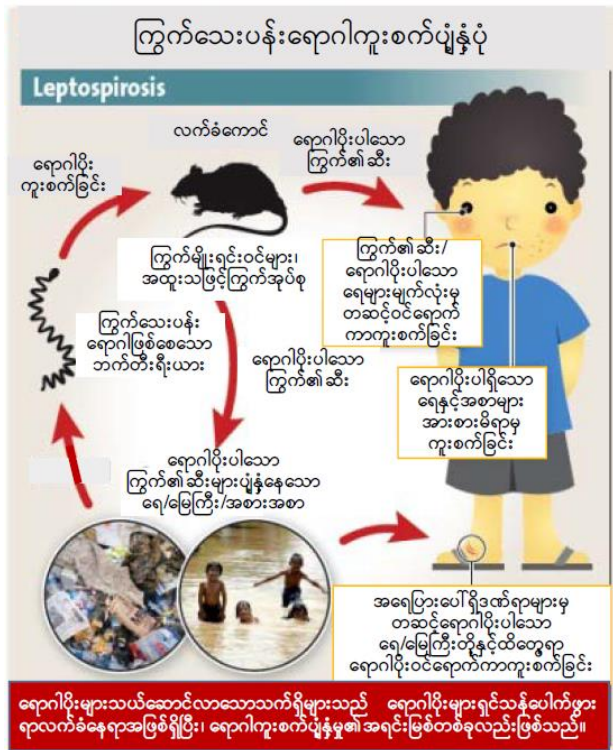 ကြွက်သေးပန်းရောဂါကူးစက်ပျံ့နှံ့ပုံ
Leptospirosis
လက်ခံကောင်
ရောဂါပိုးပါသော
ကြွက်၏ဆီး
ရောဂါပိုး
ကူးစက်ခြင်း
ကြွက်မျိုးရင်းဝင်များ၊
အထူးသဖြင့်ကြွက်အုပ်စု
ကြွက်၏ဆီး/
ရောဂါပိုးပါသော
ရေများမျက်လုံးမှ
တဆင့်ဝင်ရောက်
ကာကူးစက်ခြင်း
ကြွက်သေးပန်း
ရောဂါဖြစ်စေသော
ဘက်တီးရီးယား
ရောဂါပိုးပါသော
ကြွက်၏ဆီး
ရောဂါပိုးပါရှိသော
ရေနှင့်အစာများ
အားစားမိရာမှ
ကူးစက်ခြင်း
ရောဂါပိုးပါသော
ကြွက်၏ဆီးများပျံ့နှံ့နေသော
ရေ/မြေကြီး/အစားအစာ
အရေပြားပေါ်ရှိဒဏ်ရာများမှ
တဆင့်ရောဂါပိုးပါသော
ရေ/မြေကြီးတို့နှင့်ထိတွေ့ရာ
ရောဂါပိုးဝင်ရောက်ကာကူးစက်ခြင်း
ရောဂါပိုးများသယ်ဆောင်လာသောသက်ရှိများသည် ရောဂါပိုးများရှင်သန်ပေါက်ဖွား
ရာလက်ခံနေရာအဖြစ်ရှိပြီး၊ ရောဂါကူးစက်ပျံ့နှံ့မှု၏အရင်းမြစ်တစ်ခုလည်းဖြစ်သည်။